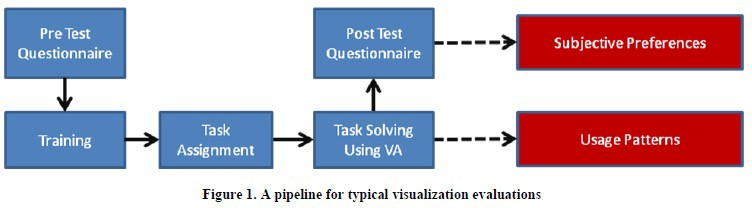 Pre Test
Questionnaire
Post Test
Questionnaire
Subjective Preferences
Training
Task
Assignment
Task Solving
Using VA
Usage Patterns
Figure 1. A pipeline for typical visualization evaluations